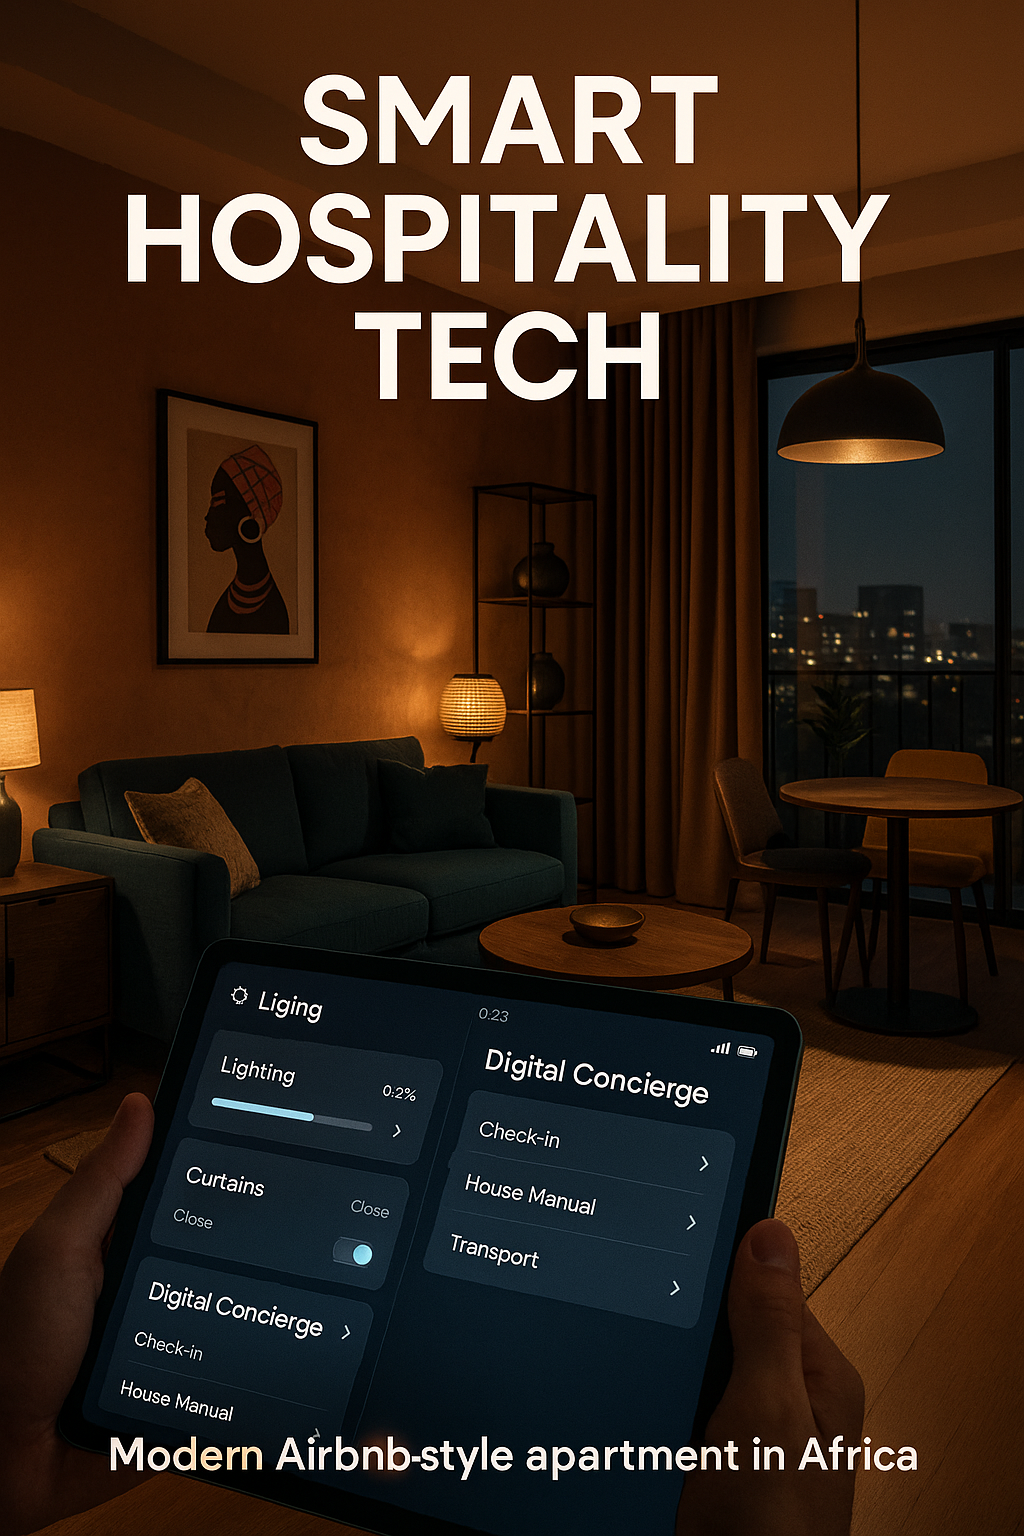 SMART
HOSPITALITY
TECH
Liging
0:23
Lighting
0:2%
Curtains
Close
Close
Digital Concierge
Check-in
House Manual
Digital Concierge
Check-in
House Manual
Transport
Modern Airbnb-style apartment in Africa